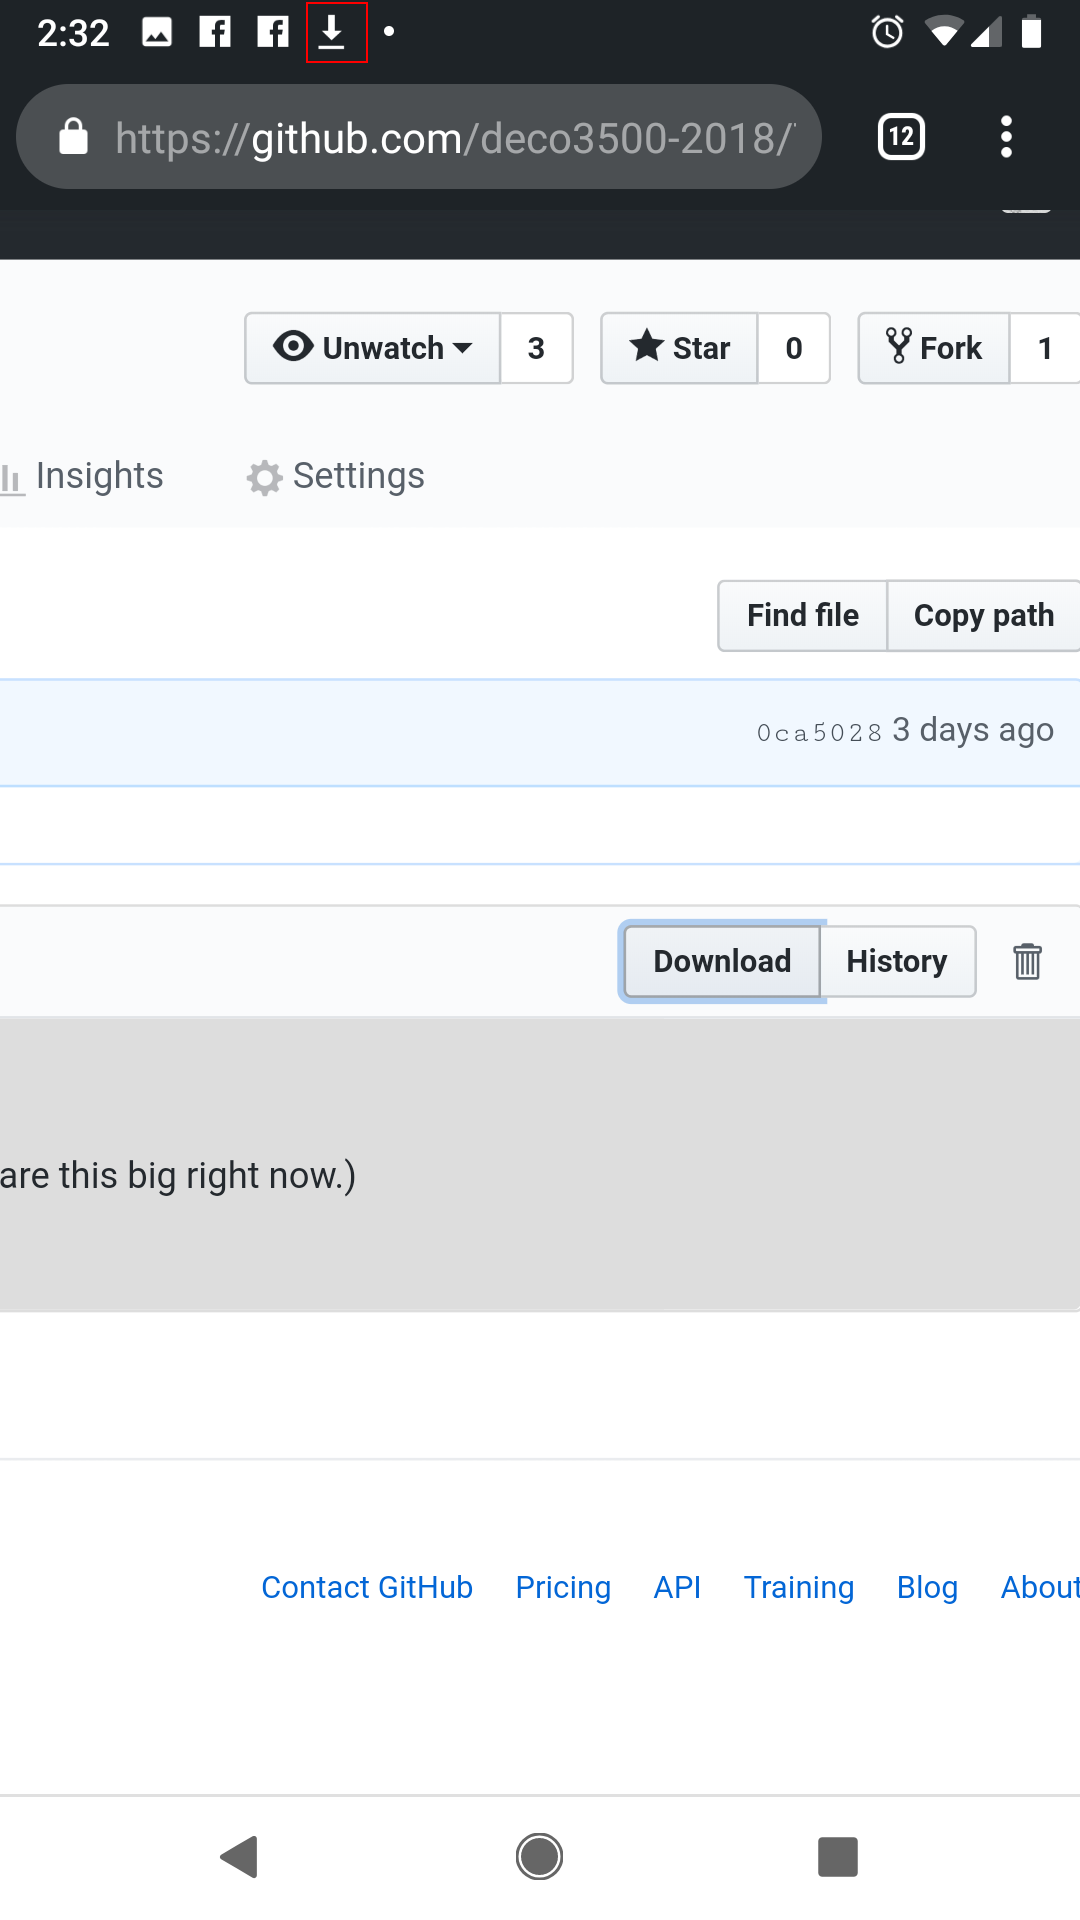 2:32
https://github.com/deco3500-2018/
12
Unwatch 3 Star 0 Fork 1
Insights Settings
Find file Copy path
0ca5028 3 days ago
Download History
are this big right now.)
Contact GitHub Pricing API Training Blog About